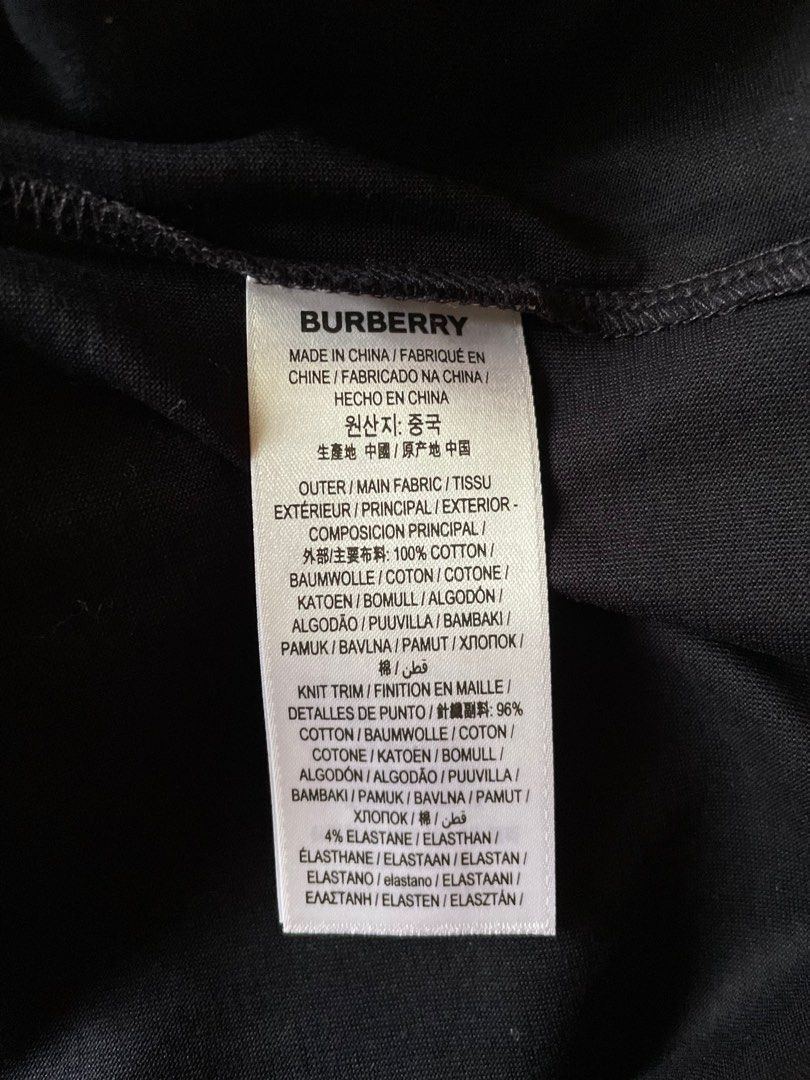 BURBERRY
MADE IN CHINA / FABRIQUÉ EN
CHINE / FABRICADO NA CHINA /
HECHO EN CHINA
원산지: 중국
生產地 中國 / 原产地 中国
OUTER / MAIN FABRIC / TISSU
EXTÉRIEUR / PRINCIPAL / EXTERIOR -
COMPOSICION PRINCIPAL /
外部/主要布料: 100% COTTON /
BAUMWOLLE / COTON / COTONE /
KATOEN / BOMULL / ALGODÓN /
ALGODÃO / PUUVILLA / BAMBAKI /
PAMUK / BAVLNA / PAMUT / ХЛОПОК /
棉 / قطن
KNIT TRIM / FINITION EN MAILLE /
DETALLES DE PUNTO / 針織副料: 96%
COTTON / BAUMWOLLE / COTON /
COTONE / KATOEN / BOMULL /
ALGODÓN / ALGODÃO / PUUVILLA /
BAMBAKI / PAMUK / BAVLNA / PAMUT /
ХЛОПОК / 棉 / قطن
4% ELASTANE / ELASTHAN /
ÉLASTHANE / ELASTAAN / ELASTAN /
ELASTANO / elastano / ELASTAANI /
ΕΛΑΣΤΑΝΗ / ELASTEN / ELASZTÁN /